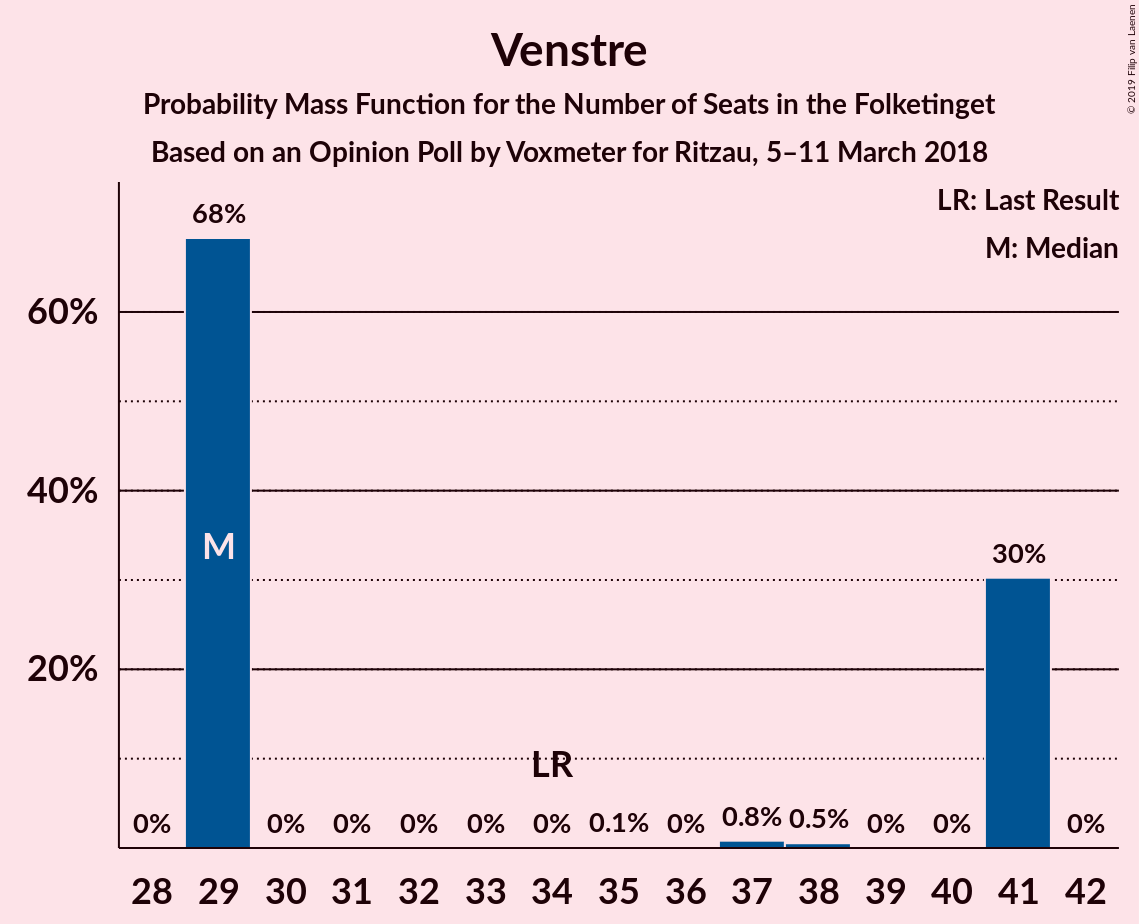 Venstre
Probability Mass Function for the Number of Seats in the Folketinget
Based on an Opinion Poll by Voxmeter for Ritzau, 5–11 March 2018
© 2019 Filip van Laenen
LR: Last Result
M: Median
68%
60%
40%
M
30%
20%
LR
0% 0% 0% 0% 0% 0% 0.1% 0% 0.8% 0.5% 0% 0% 0%
28 29 30 31 32 33 34 35 36 37 38 39 40 41 42